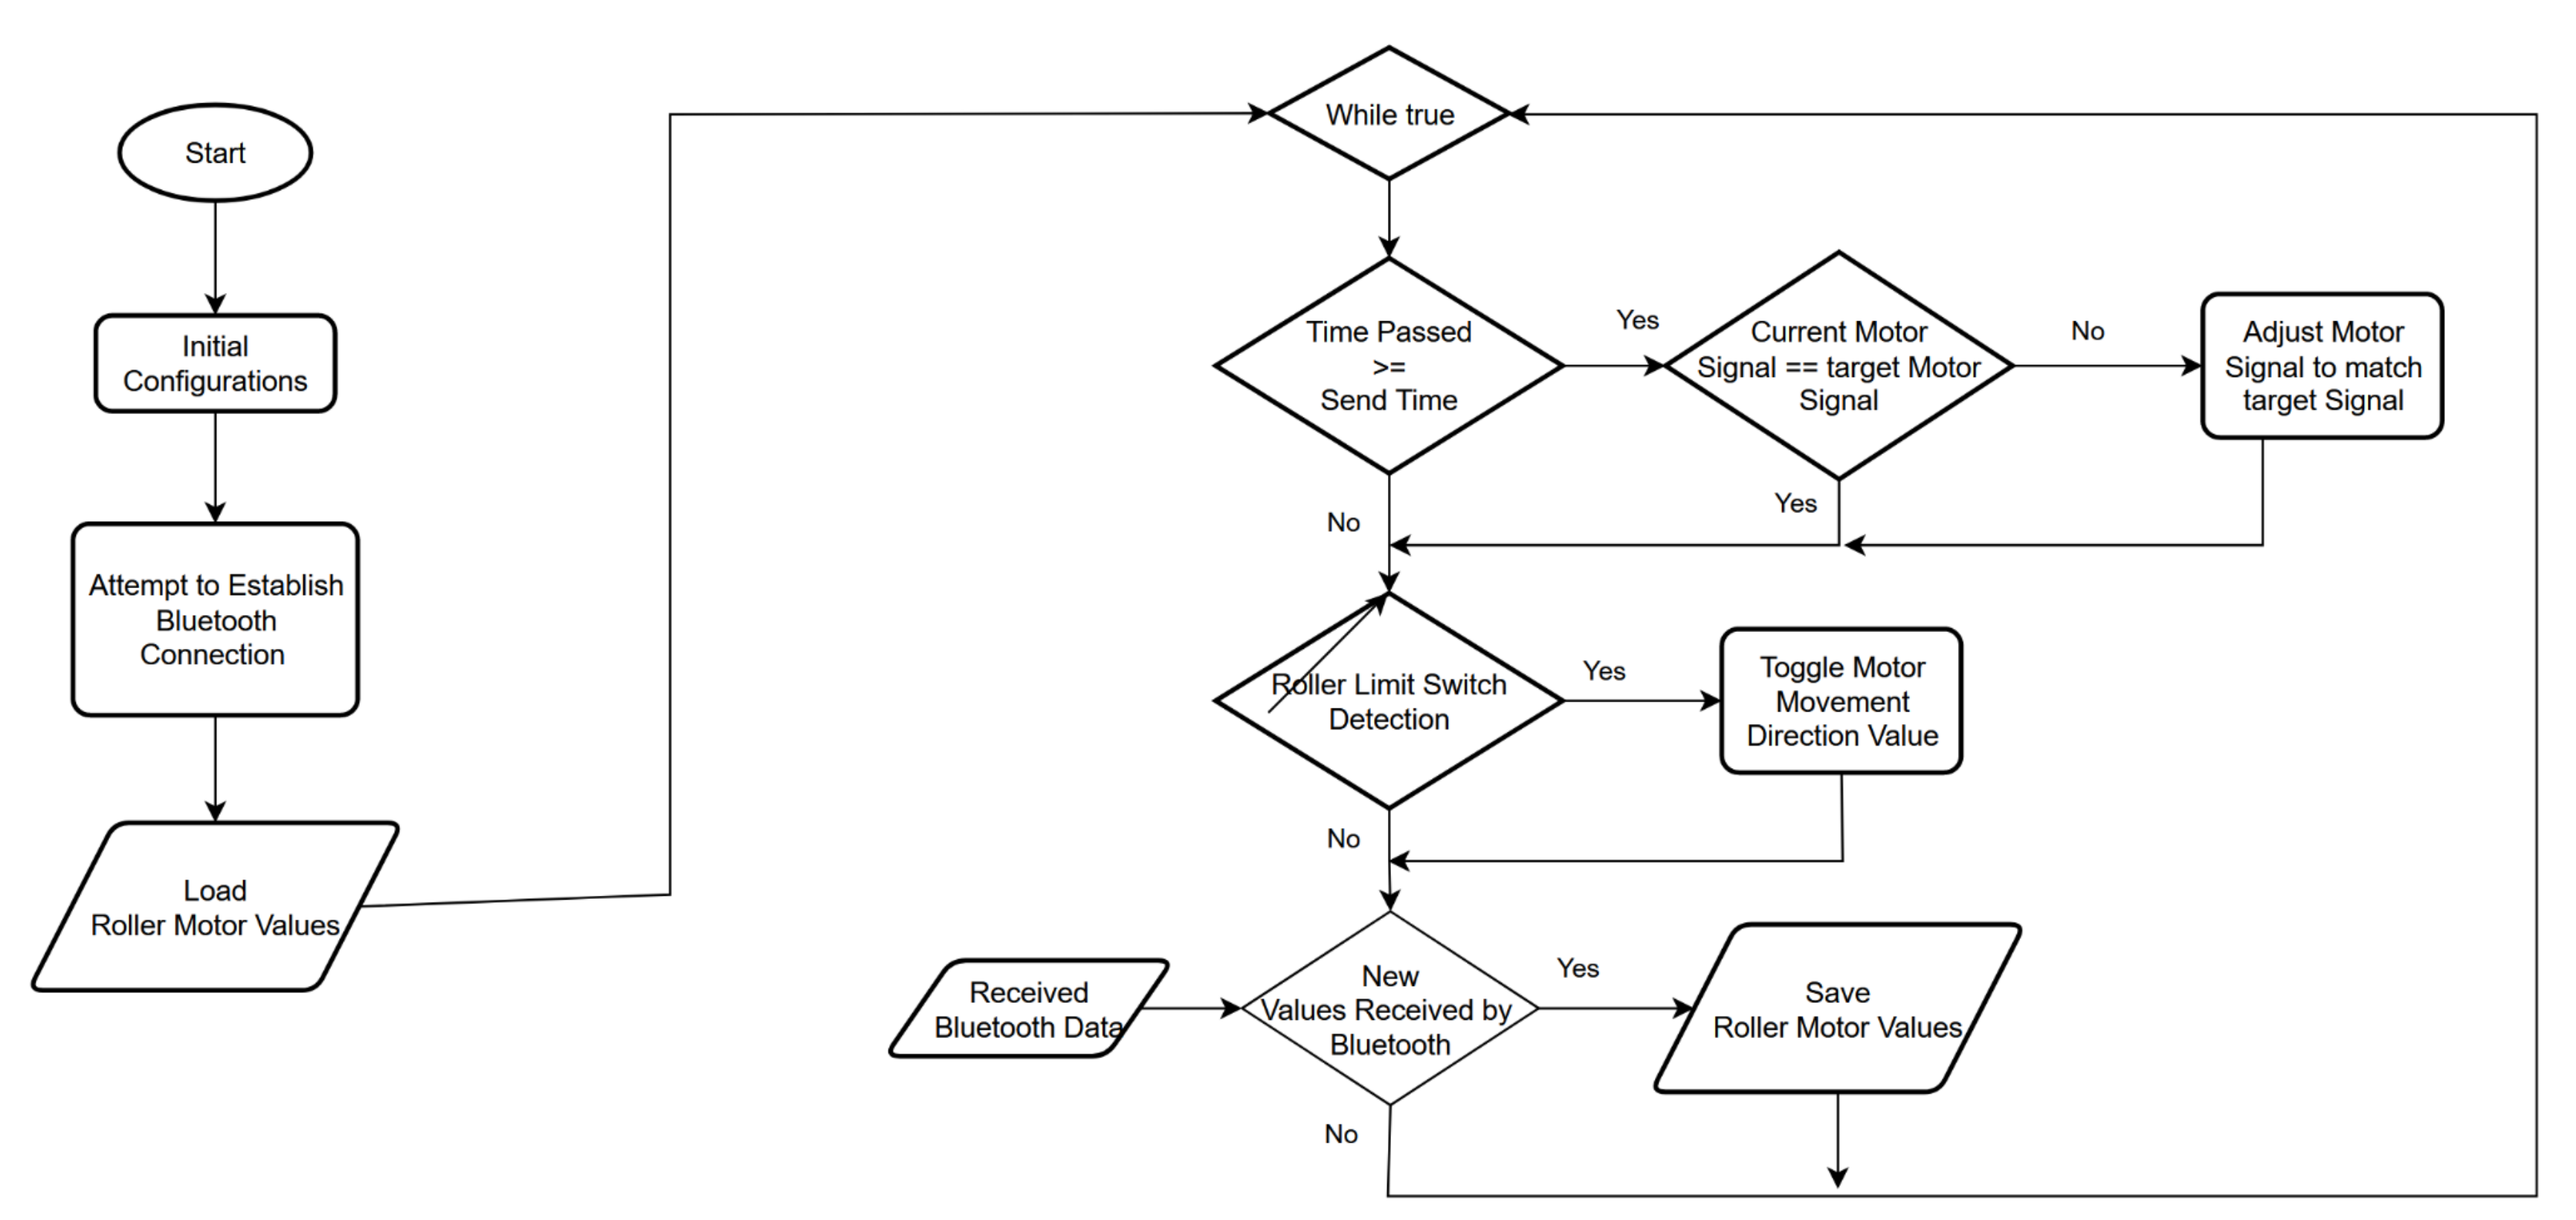 Start
Initial
Configurations
Attempt to Establish
Bluetooth
Connection
Load
Roller Motor Values
While true
Time Passed
>=
Send Time
Yes
Current Motor
Signal == target Motor
Signal
No
Adjust Motor
Signal to match
target Signal
Yes
No
Roller Limit Switch
Detection
Yes
Toggle Motor
Movement
Direction Value
No
Received
Bluetooth Data
New
Values Received by
Bluetooth
Yes
Save
Roller Motor Values
No